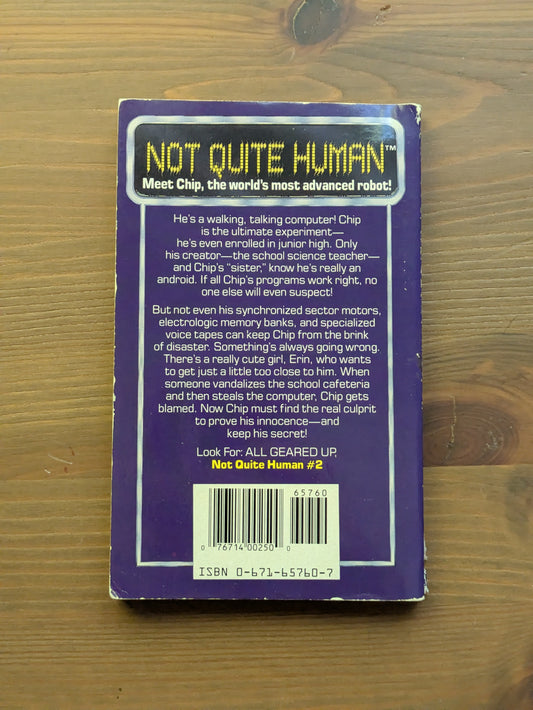 NOT QUITE HUMAN™
Meet Chip, the world's most advanced robot!
He's a walking, talking computer! Chip
is the ultimate experiment—
he's even enrolled in junior high. Only
his creator—the school science teacher—
and Chip's "sister," know he's really an
android. If all Chip's programs work right, no
one else will even suspect!
But not even his synchronized sector motors,
electrologic memory banks, and specialized
voice tapes can keep Chip from the brink
of disaster. Something's always going wrong.
There's a really cute girl, Erin, who wants
to get just a little too close to him. When
someone vandalizes the school cafeteria
and then steals the computer, Chip gets
blamed. Now Chip must find the real culprit
to prove his innocence—and
keep his secret!
Look For: ALL GEARED UP,
Not Quite Human #2
65760
0 76714 00250 0
ISBN 0-671-65760-7